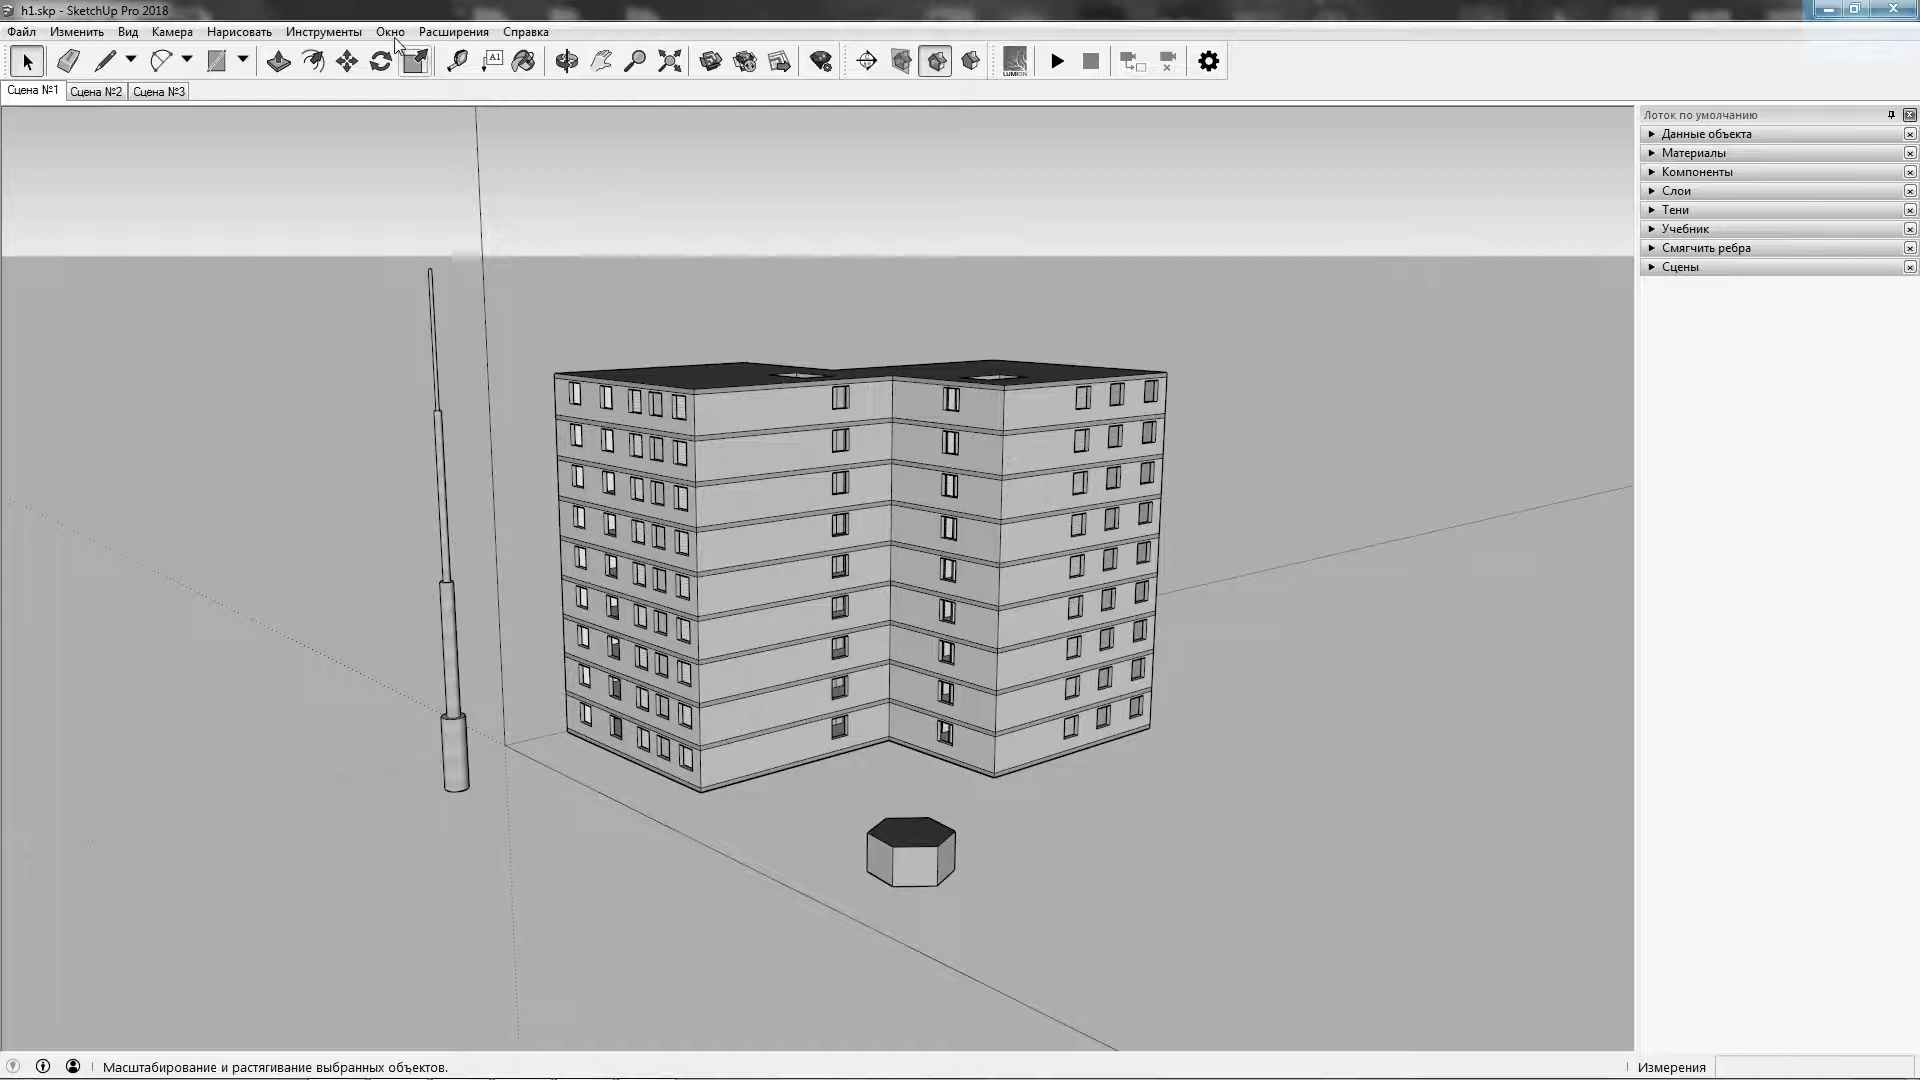 h1.skp - SketchUp Pro 2018
Файл Изменить Вид Камера Нарисовать Инструменты Окно Расширения Справка
A1
LUMION
Сцена №1 Сцена №2 Сцена №3
Лоток по умолчанию
Данные объекта
Материалы
Компоненты
Слои
Тени
Учебник
Смягчить ребра
Сцены
Масштабирование и растягивание выбранных объектов.
Измерения